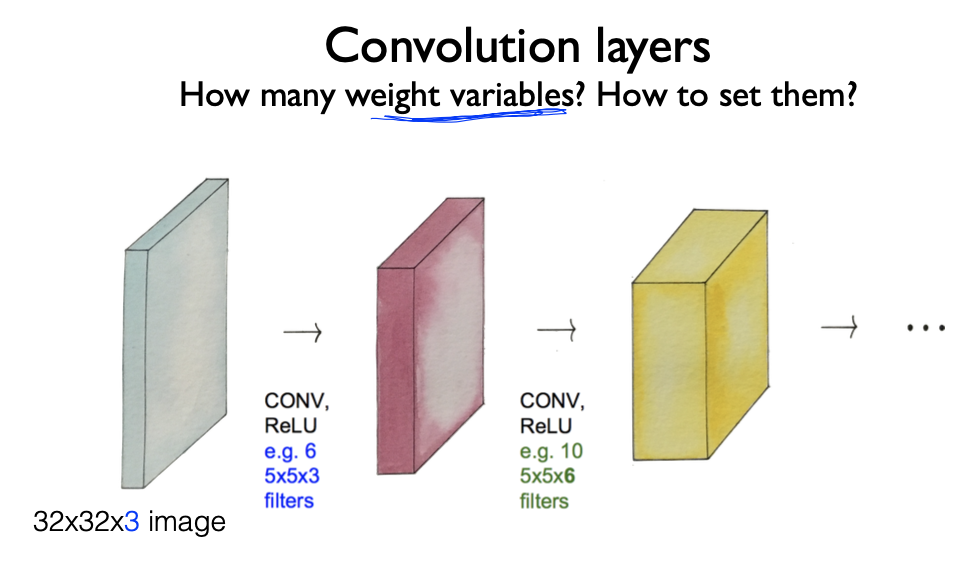 Convolution layers
How many weight variables? How to set them?
CONV,
ReLU
e.g. 6
5x5x3
filters
CONV,
ReLU
e.g. 10
5x5x6
filters
...
32x32x3 image